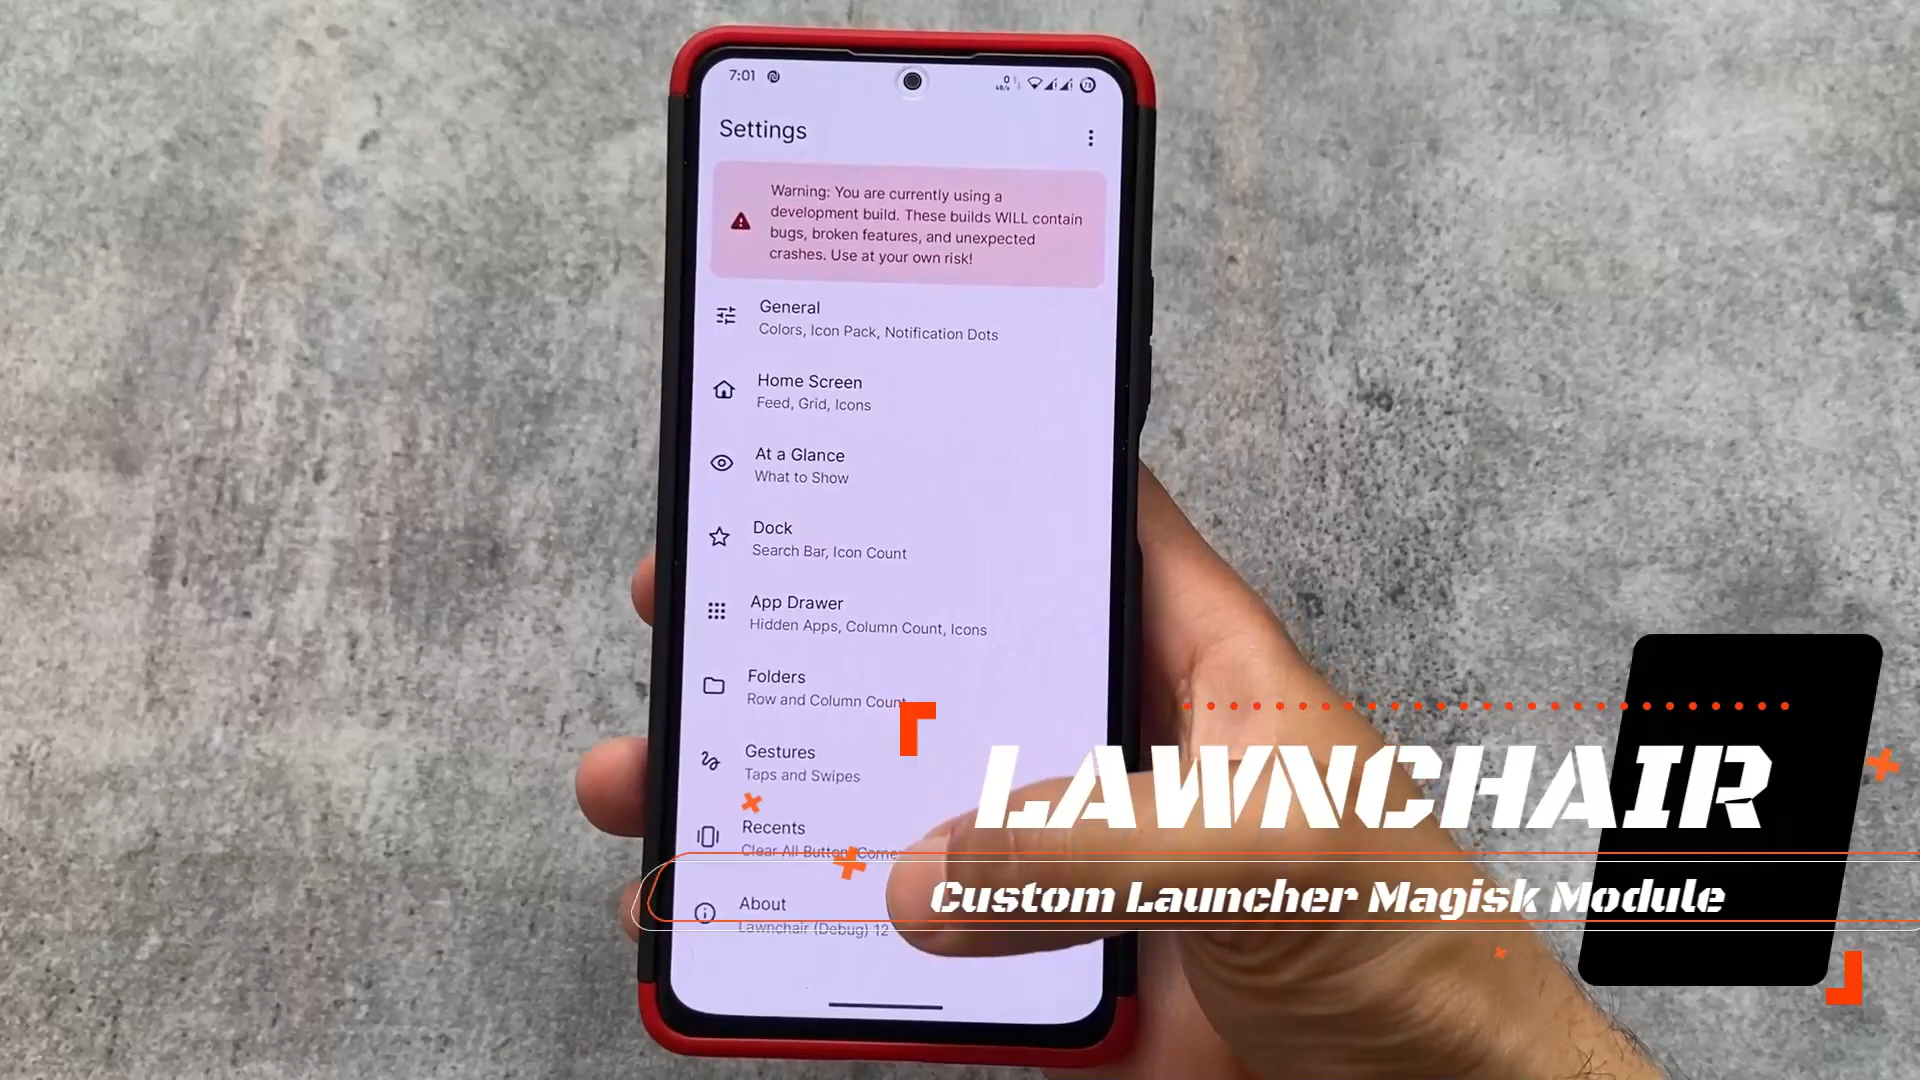 7:01
0
kB/s
78
Settings
Warning: You are currently using a
development build. These builds WILL contain
bugs, broken features, and unexpected
crashes. Use at your own risk!
General
Colors, Icon Pack, Notification Dots
Home Screen
Feed, Grid, Icons
At a Glance
What to Show
Dock
Search Bar, Icon Count
App Drawer
Hidden Apps, Column Count, Icons
Folders
Row and Column Count
Gestures
Taps and Swipes
Recents
Clear All Button, Corner
About
Lawnchair (Debug) 12
LAWNCHAIR
Custom Launcher Magisk Module